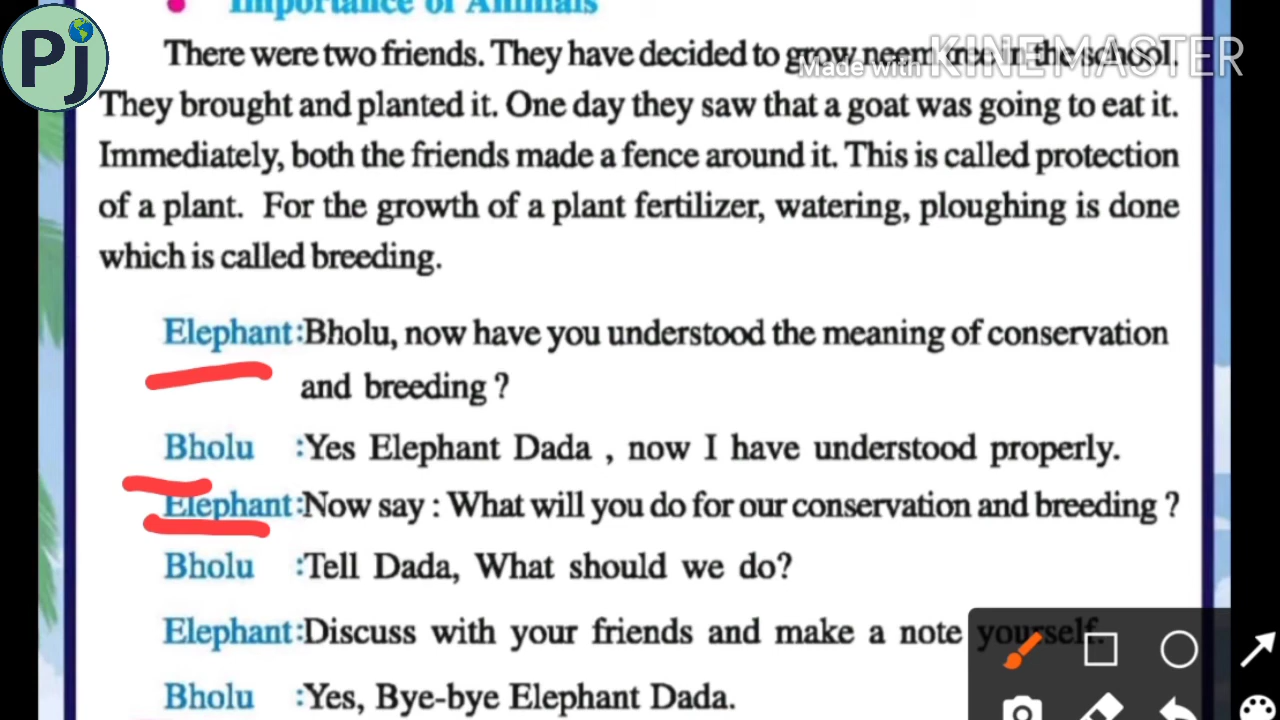 Pj
Importance of Animals
There were two friends. They have decided to grow neem tree in the school.
Made with KINEMASTER
They brought and planted it. One day they saw that a goat was going to eat it.
Immediately, both the friends made a fence around it. This is called protection
of a plant. For the growth of a plant fertilizer, watering, ploughing is done
which is called breeding.
Elephant:Bholu, now have you understood the meaning of conservation
and breeding ?
Bholu :Yes Elephant Dada , now I have understood properly.
Elephant:Now say : What will you do for our conservation and breeding ?
Bholu :Tell Dada, What should we do?
Elephant:Discuss with your friends and make a note yourself.
Bholu :Yes, Bye-bye Elephant Dada.